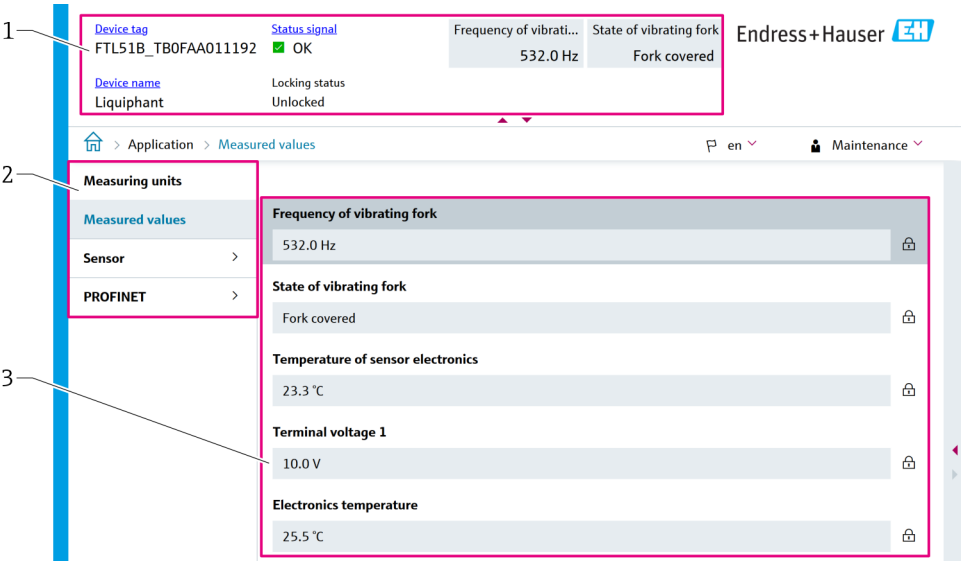 1
Device tag
FTL51B_TB0FAA011192
Status signal
OK
Frequency of vibrati...
532.0 Hz
State of vibrating fork
Fork covered
Endress+Hauser EH
Device name
Liquiphant
Locking status
Unlocked
> Application > Measured values
en
Maintenance
2
Measuring units
Measured values
Sensor >
PROFINET >
Frequency of vibrating fork
532.0 Hz
State of vibrating fork
Fork covered
Temperature of sensor electronics
23.3 °C
3
Terminal voltage 1
10.0 V
Electronics temperature
25.5 °C